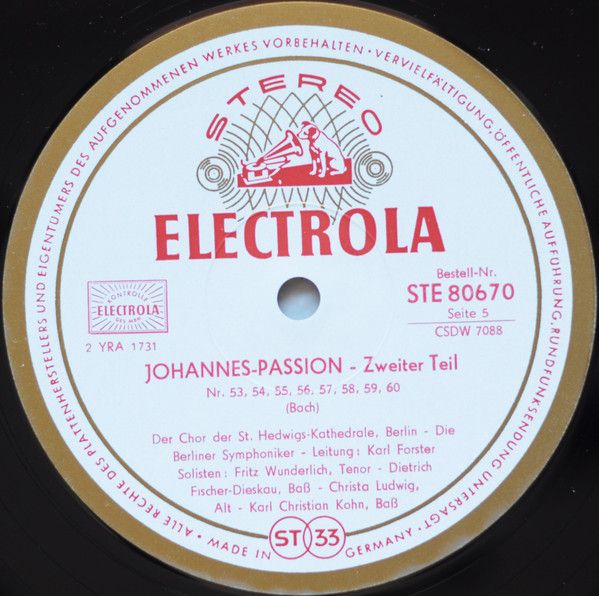 ALLE RECHTE DES PLATTENHERSTELLERS UND EIGENTÜMERS DES AUFGENOMMENEN WERKES VORBEHALTEN • VERVIELFÄLTIGUNG, ÖFFENTLICHE AUFFÜHRUNG, RUNDFUNKSENDUNG UNTERSAGT •
STEREO
ELECTROLA
KONTROLLE
ELECTROLA
2 YRA 1731
Bestell-Nr.
STE 80670
Seite 5
CSDW 7088
JOHANNES-PASSION - Zweiter Teil
Nr. 53, 54, 55, 56, 57, 58, 59, 60
(Bach)
Der Chor der St. Hedwigs-Kathedrale, Berlin - Die
Berliner Symphoniker - Leitung: Karl Forster
Solisten: Fritz Wunderlich, Tenor - Dietrich
Fischer-Dieskau, Baß - Christa Ludwig,
Alt - Karl Christian Kohn, Baß
MADE IN GERMANY
ST 33